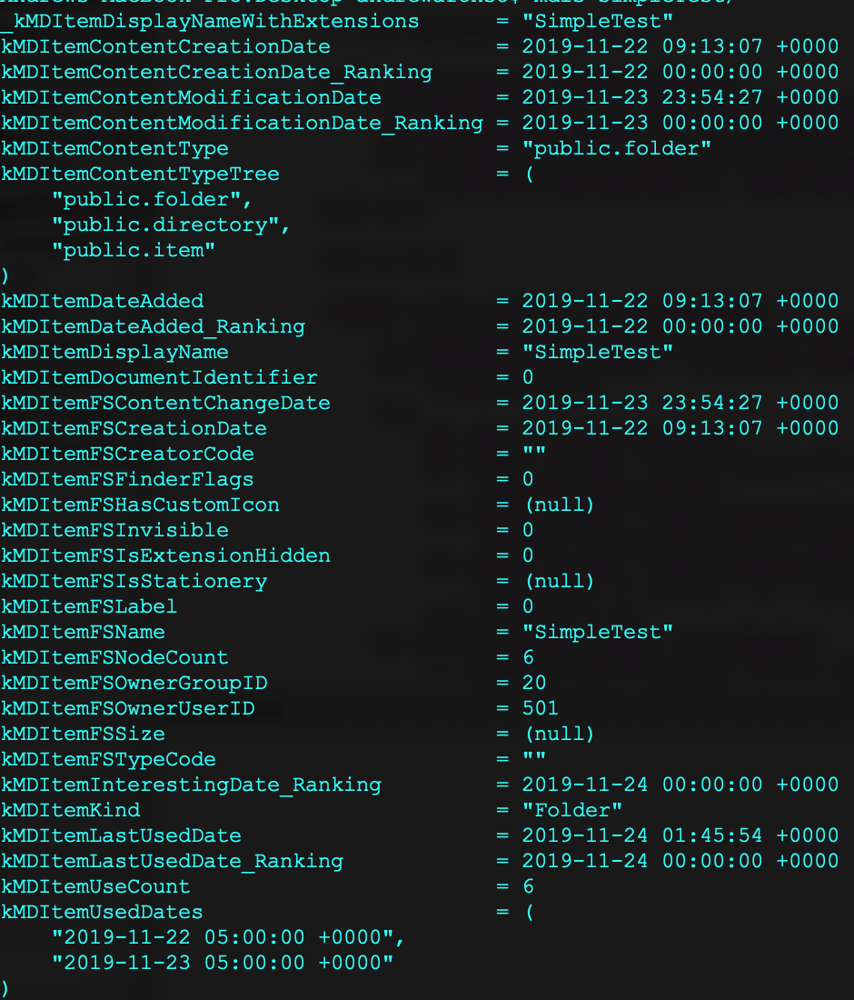 _kMDItemDisplayNameWithExtensions      = "SimpleTest"
kMDItemContentCreationDate             = 2019-11-22 09:13:07 +0000
kMDItemContentCreationDate_Ranking     = 2019-11-22 00:00:00 +0000
kMDItemContentModificationDate         = 2019-11-23 23:54:27 +0000
kMDItemContentModificationDate_Ranking = 2019-11-23 00:00:00 +0000
kMDItemContentType                     = "public.folder"
kMDItemContentTypeTree                 = (
    "public.folder",
    "public.directory",
    "public.item"
)
kMDItemDateAdded                       = 2019-11-22 09:13:07 +0000
kMDItemDateAdded_Ranking               = 2019-11-22 00:00:00 +0000
kMDItemDisplayName                     = "SimpleTest"
kMDItemDocumentIdentifier              = 0
kMDItemFSContentChangeDate             = 2019-11-23 23:54:27 +0000
kMDItemFSCreationDate                  = 2019-11-22 09:13:07 +0000
kMDItemFSCreatorCode                   = ""
kMDItemFSFinderFlags                   = 0
kMDItemFSHasCustomIcon                 = (null)
kMDItemFSInvisible                     = 0
kMDItemFSIsExtensionHidden             = 0
kMDItemFSIsStationery                  = (null)
kMDItemFSLabel                         = 0
kMDItemFSName                          = "SimpleTest"
kMDItemFSNodeCount                     = 6
kMDItemFSOwnerGroupID                  = 20
kMDItemFSOwnerUserID                   = 501
kMDItemFSSize                          = (null)
kMDItemFSTypeCode                      = ""
kMDItemInterestingDate_Ranking         = 2019-11-24 00:00:00 +0000
kMDItemKind                            = "Folder"
kMDItemLastUsedDate                    = 2019-11-24 01:45:54 +0000
kMDItemLastUsedDate_Ranking            = 2019-11-24 00:00:00 +0000
kMDItemUseCount                        = 6
kMDItemUsedDates                       = (
    "2019-11-22 05:00:00 +0000",
    "2019-11-23 05:00:00 +0000"
)